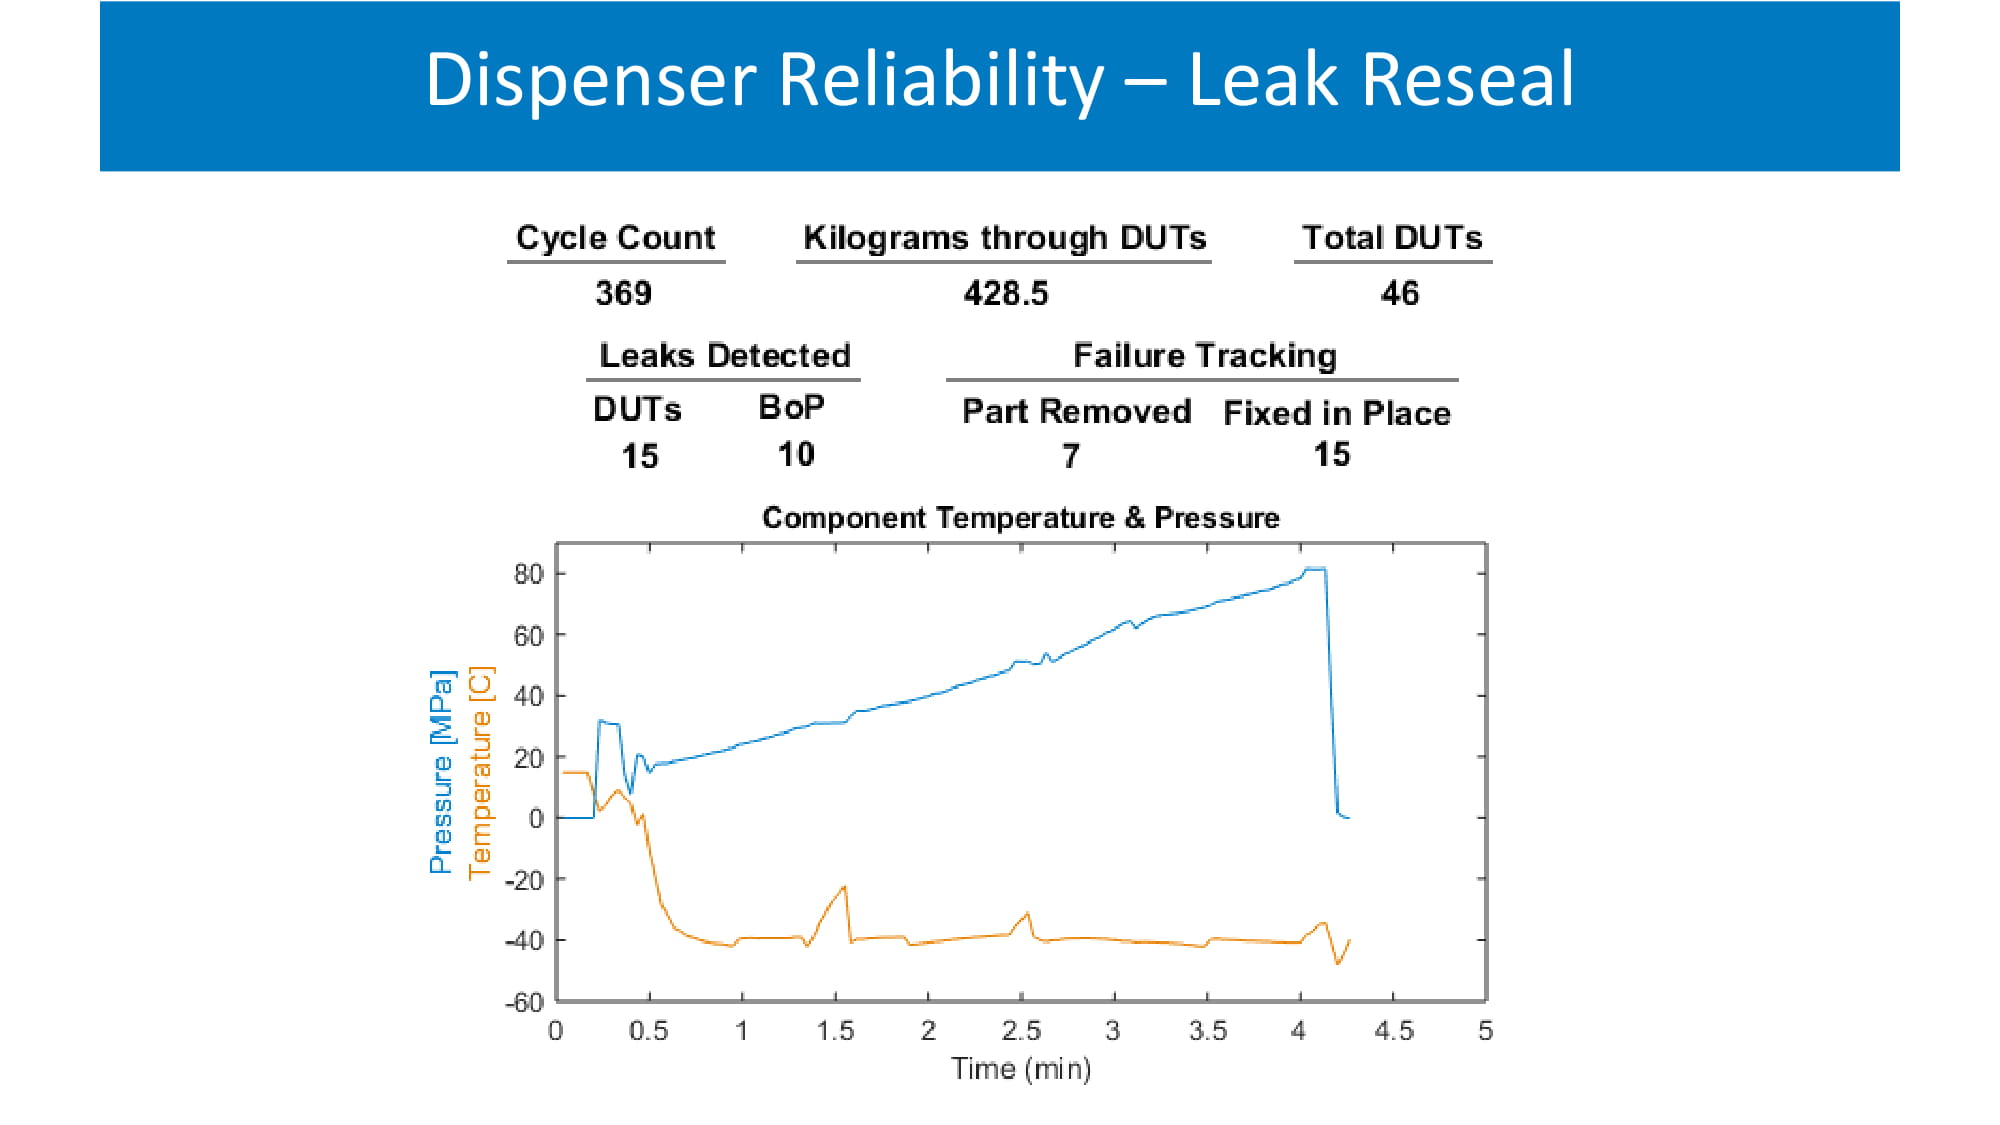 Dispenser Reliability – Leak Reseal
Cycle Count Kilograms through DUTs Total DUTs
369 428.5 46
Leaks Detected Failure Tracking
DUTs BoP Part Removed Fixed in Place
15 10 7 15
Component Temperature & Pressure
Pressure [MPa]
Temperature [C]
80
60
40
20
0
-20
-40
-60
0 0.5 1 1.5 2 2.5 3 3.5 4 4.5 5
Time (min)